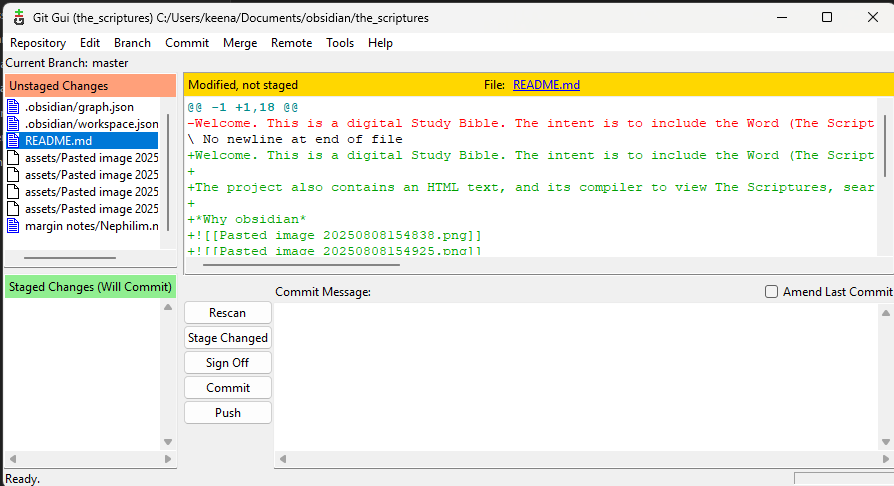 Git Gui (the_scriptures) C:/Users/keena/Documents/obsidian/the_scriptures
Repository Edit Branch Commit Merge Remote Tools Help
Current Branch: master
Unstaged Changes
.obsidian/graph.json
.obsidian/workspace.json
README.md
assets/Pasted image 2025
assets/Pasted image 2025
assets/Pasted image 2025
assets/Pasted image 2025
margin notes/Nephilim.n
Modified, not staged File: README.md
@@ -1 +1,18 @@
-Welcome. This is a digital Study Bible. The intent is to include the Word (The Script
\ No newline at end of file
+Welcome. This is a digital Study Bible. The intent is to include the Word (The Script
+
+The project also contains an HTML text, and its compiler to view The Scriptures, sear
+
+*Why obsidian*
+![[Pasted image 20250808154838.png]]
+![[Pasted image 20250808154925.png]]
Staged Changes (Will Commit)
Commit Message:
Amend Last Commit
Rescan
Stage Changed
Sign Off
Commit
Push
Ready.